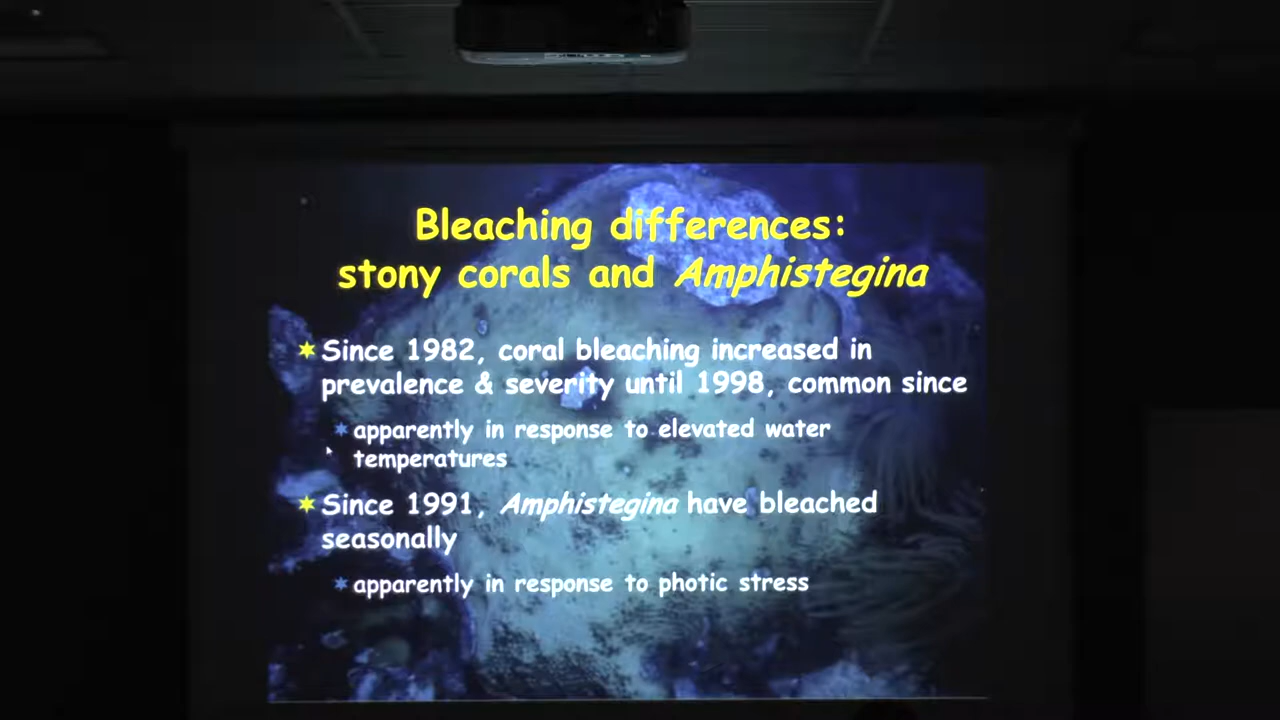 Bleaching differences:
stony corals and Amphistegina
Since 1982, coral bleaching increased in
prevalence & severity until 1998, common since
apparently in response to elevated water
temperatures
Since 1991, Amphistegina have bleached
seasonally
apparently in response to photic stress